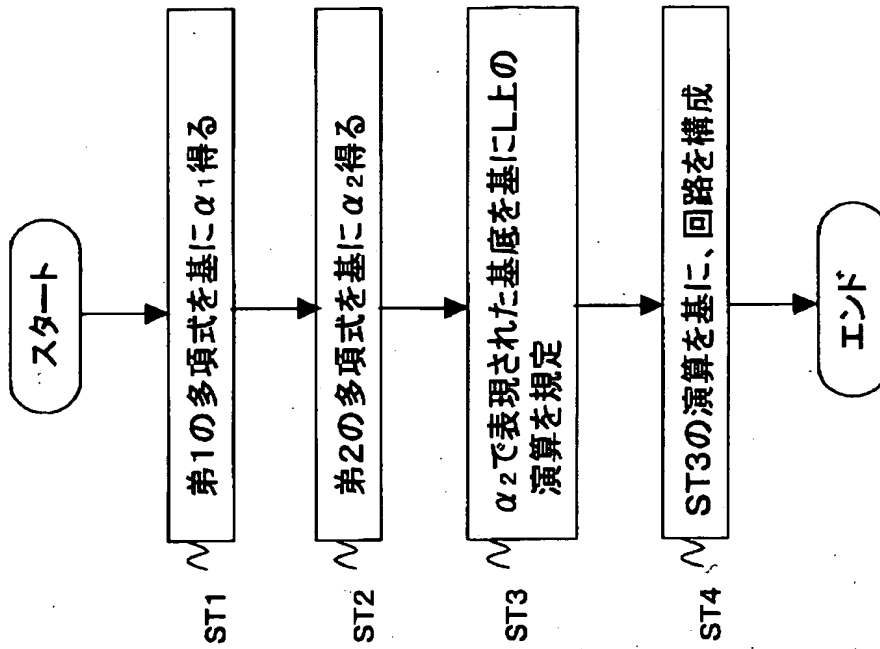 スタート
ST1
弟1の多項式を基にα1得る
ST2
弟2の多項式を基にα2得る
ST3
α2で表現された基底を基にL上の
演算を規定
ST4
ST3の演算を基に、回路を構成
エンド